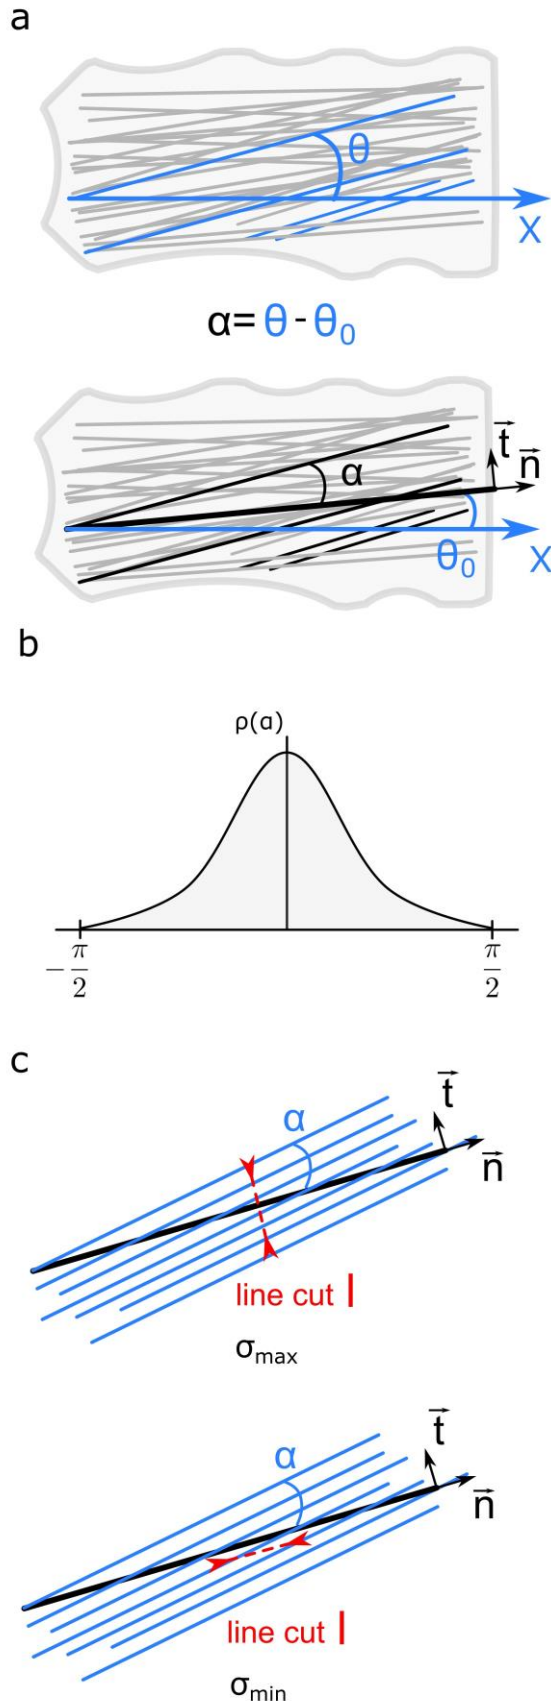 a
θ
X
α= θ - θ₀
t⃗
n⃗
α
θ₀
X
b
ρ(α)
-π/2
π/2
c
t⃗
α
n⃗
line cut l
σmax
t⃗
α
n⃗
line cut l
σmin